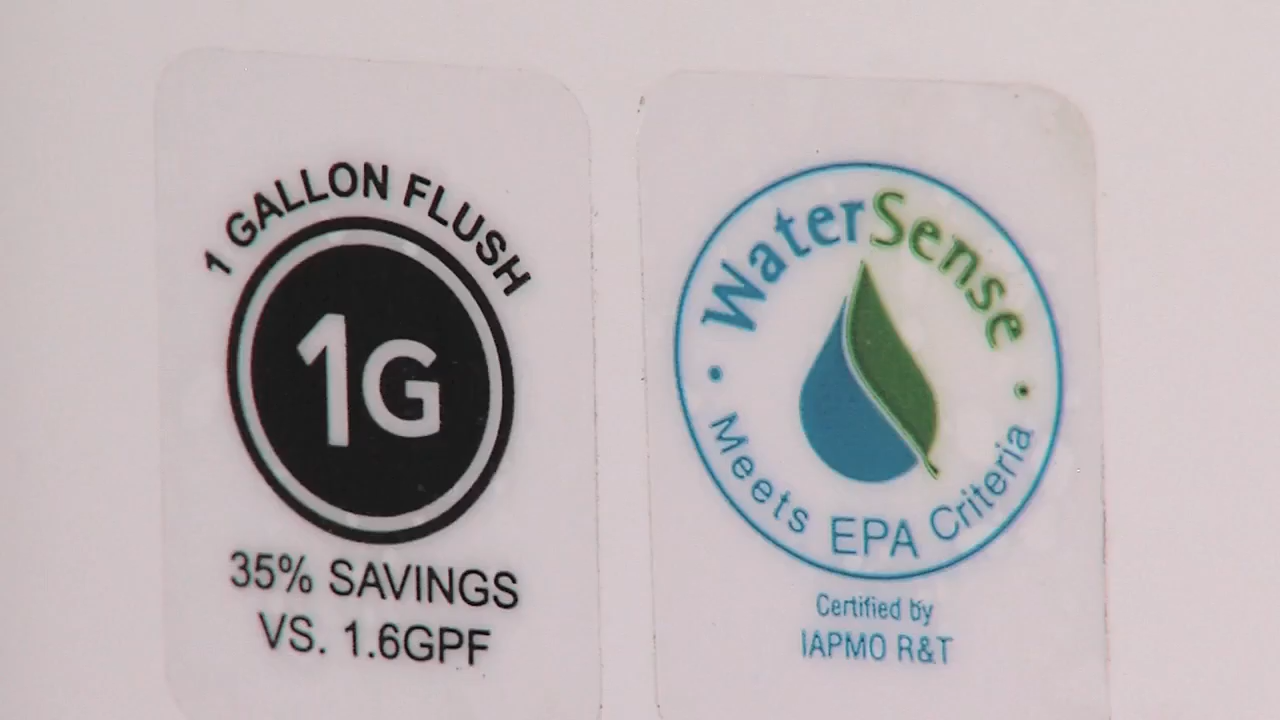 1 GALLON FLUSH
1G
35% SAVINGS
VS. 1.6GPF
WaterSense
• Meets EPA Criteria •
Certified by
IAPMO R&T